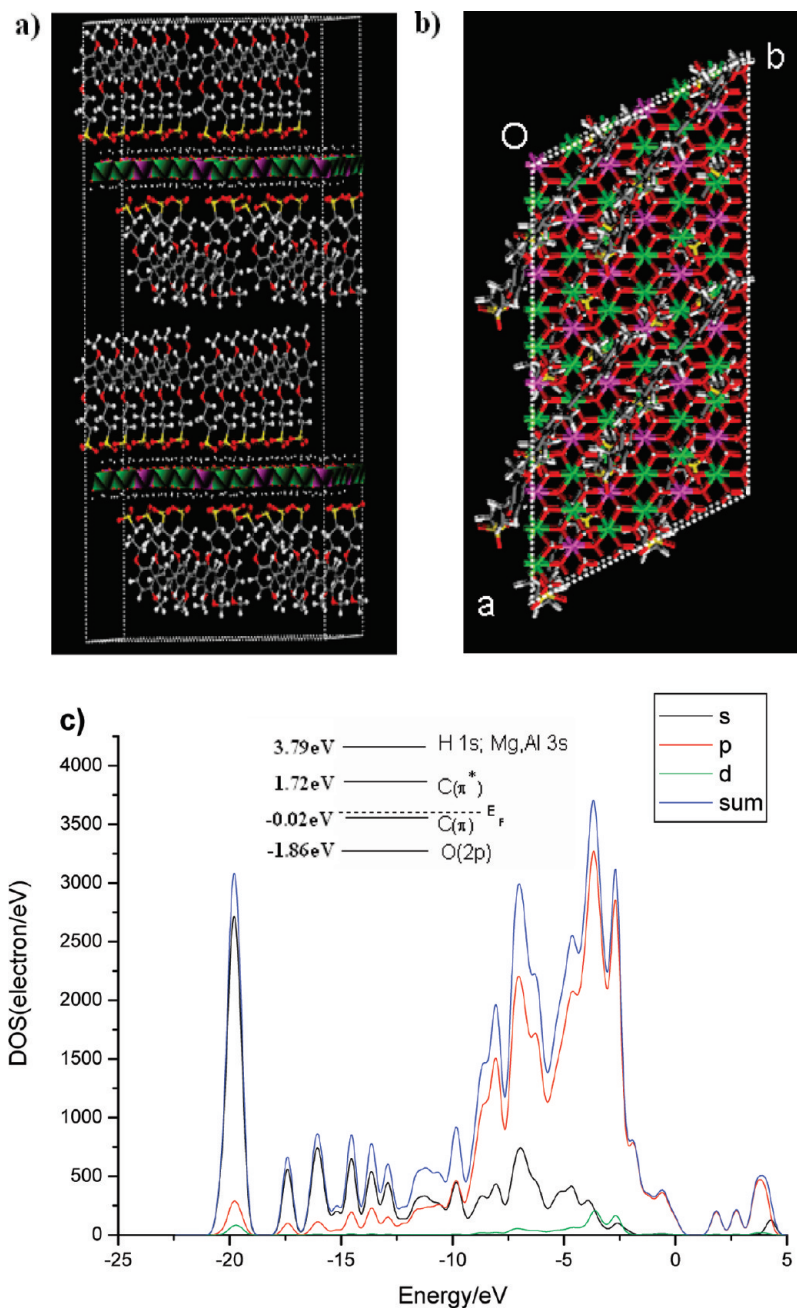 a)
b)
b
O
a
c)
s
p
d
sum
3.79eV H 1s; Mg,Al 3s
1.72eV C(π*)
E_F
-0.02eV C(π)
-1.86eV O(2p)
4000
3500
3000
2500
2000
1500
1000
500
0
DOS(electron/eV)
-25 -20 -15 -10 -5 0 5
Energy/eV